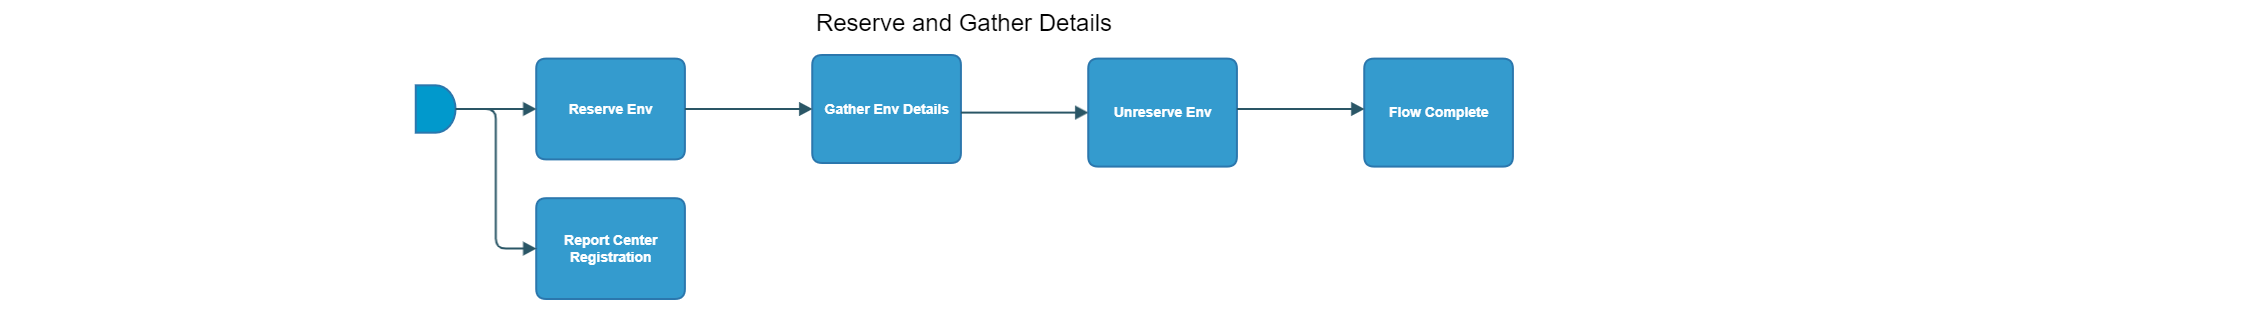 Reserve and Gather Details
Reserve Env
Gather Env Details
Unreserve Env
Flow Complete
Report Center
Registration